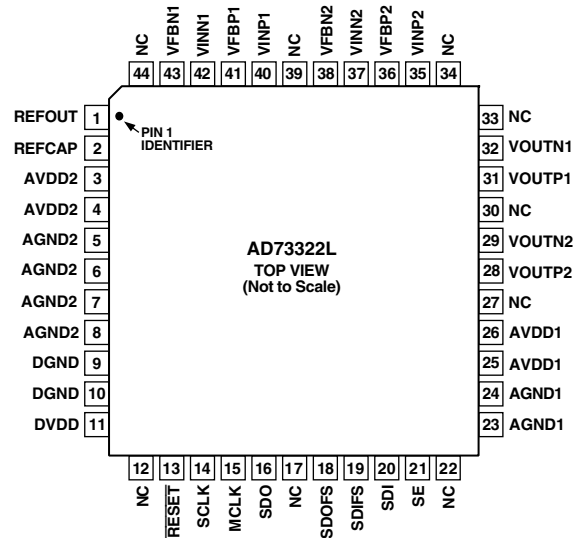 NC
VFBN1
VINN1
VFBP1
VINP1
NC
VFBN2
VINN2
VFBP2
VINP2
NC
44
43
42
41
40
39
38
37
36
35
34
REFOUT 1
REFCAP 2
AVDD2 3
AVDD2 4
AGND2 5
AGND2 6
AGND2 7
AGND2 8
DGND 9
DGND 10
DVDD 11
PIN 1
IDENTIFIER
AD73322L
TOP VIEW
(Not to Scale)
33 NC
32 VOUTN1
31 VOUTP1
30 NC
29 VOUTN2
28 VOUTP2
27 NC
26 AVDD1
25 AVDD1
24 AGND1
23 AGND1
12
13
14
15
16
17
18
19
20
21
22
NC
RESET
SCLK
MCLK
SDO
NC
SDOFS
SDIFS
SDI
SE
NC